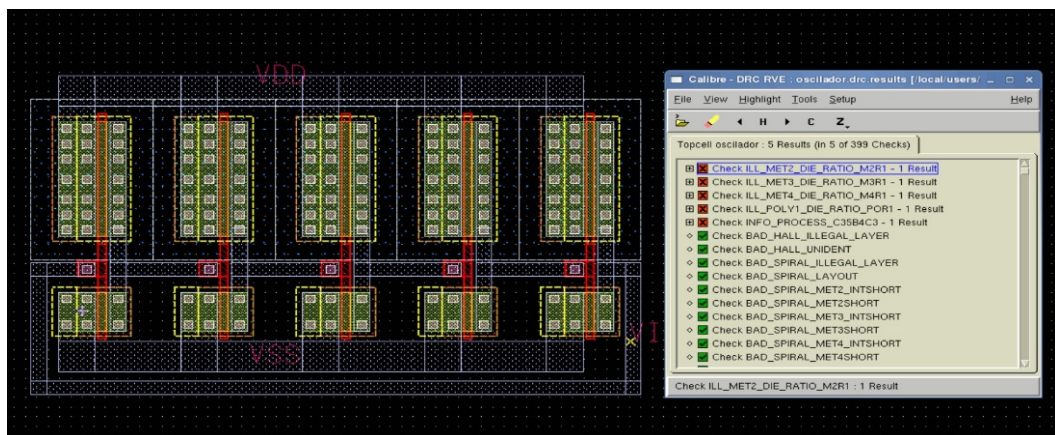 VDD
VSS
VI
Calibre - DRC RVE : oscilador.drc.results [/local/users/
File View Highlight Tools Setup Help
H C Z
Topcell oscilador : 5 Results (in 5 of 399 Checks)
Check ILL_MET2_DIE_RATIO_M2R1 - 1 Result
Check ILL_MET3_DIE_RATIO_M3R1 - 1 Result
Check ILL_MET4_DIE_RATIO_M4R1 - 1 Result
Check ILL_POLY1_DIE_RATIO_POR1 - 1 Result
Check INFO_PROCESS_C35B4C3 - 1 Result
Check BAD_HALL_ILLEGAL_LAYER
Check BAD_HALL_UNIDENT
Check BAD_SPIRAL_ILLEGAL_LAYER
Check BAD_SPIRAL_LAYOUT
Check BAD_SPIRAL_MET2_INTSHORT
Check BAD_SPIRAL_MET2SHORT
Check BAD_SPIRAL_MET3_INTSHORT
Check BAD_SPIRAL_MET3SHORT
Check BAD_SPIRAL_MET4_INTSHORT
Check BAD_SPIRAL_MET4SHORT
Check ILL_MET2_DIE_RATIO_M2R1 : 1 Result